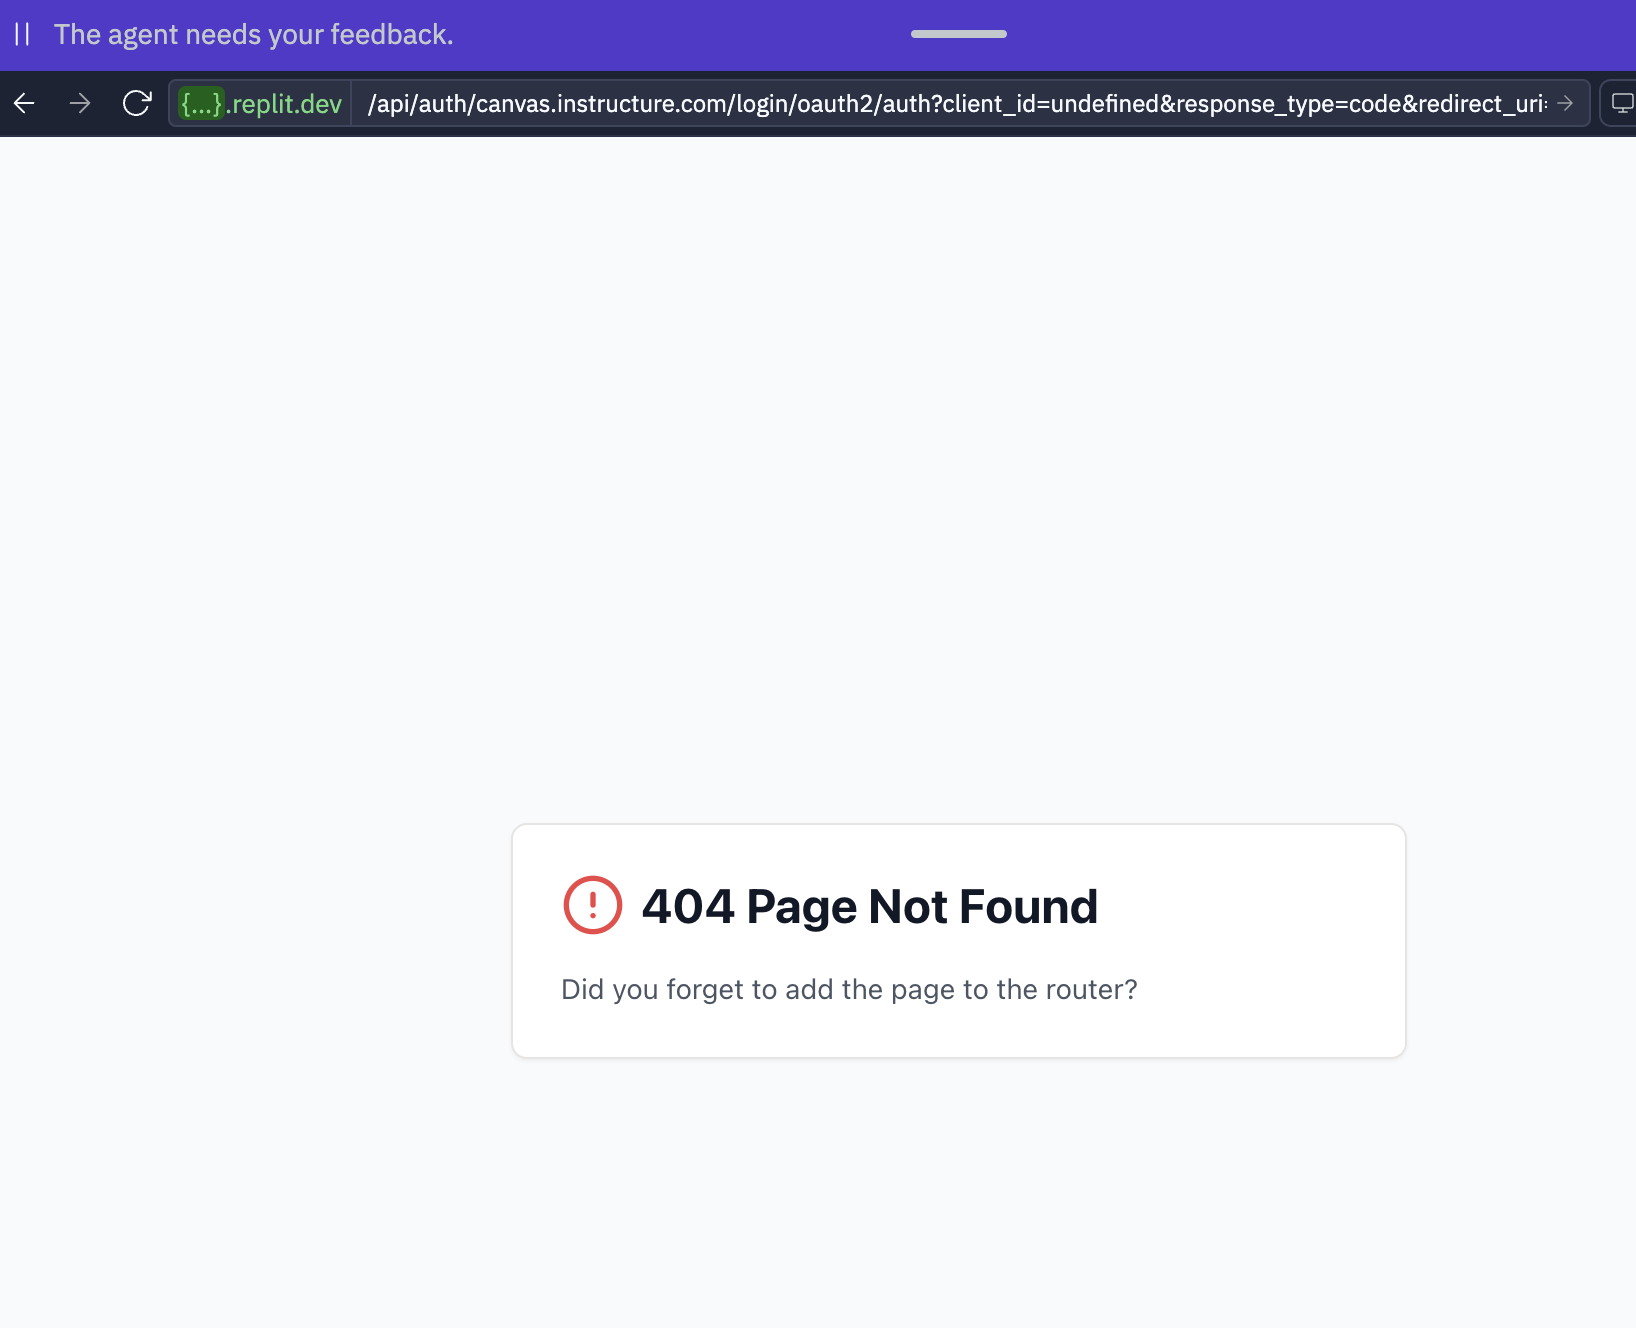 The agent needs your feedback.
{...}.replit.dev /api/auth/canvas.instructure.com/login/oauth2/auth?client_id=undefined&response_type=code&redirect_uri=
404 Page Not Found
Did you forget to add the page to the router?